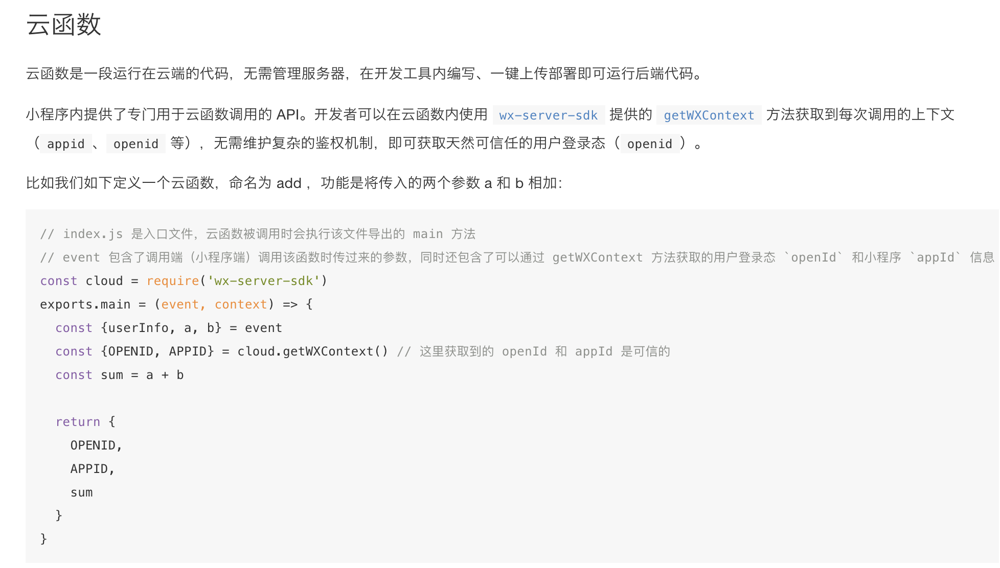 云函数
云函数是一段运行在云端的代码，无需管理服务器，在开发工具内编写、一键上传部署即可运行后端代码。
小程序内提供了专门用于云函数调用的 API。开发者可以在云函数内使用 wx-server-sdk 提供的 getWXContext 方法获取到每次调用的上下文
（appid、openid 等），无需维护复杂的鉴权机制，即可获取天然可信任的用户登录态（openid）。
比如我们如下定义一个云函数，命名为 add ，功能是将传入的两个参数 a 和 b 相加：
// index.js 是入口文件，云函数被调用时会执行该文件导出的 main 方法
// event 包含了调用端（小程序端）调用该函数时传过来的参数，同时还包含了可以通过 getWXContext 方法获取的用户登录态 `openId` 和小程序 `appId` 信息
const cloud = require('wx-server-sdk')
exports.main = (event, context) => {
  const {userInfo, a, b} = event
  const {OPENID, APPID} = cloud.getWXContext() // 这里获取到的 openId 和 appId 是可信的
  const sum = a + b
  return {
    OPENID,
    APPID,
    sum
  }
}